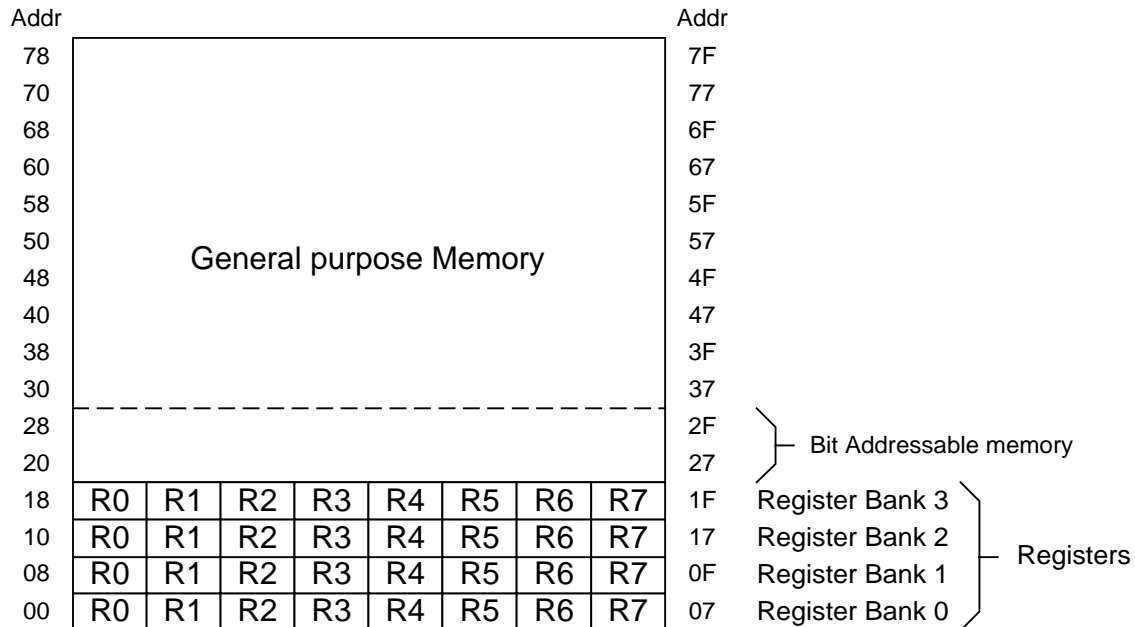 Addr Addr
78 7F
70 77
68 6F
60 67
58 5F
50 57
General purpose Memory
48 4F
40 47
38 3F
30 37
28 2F
Bit Addressable memory
20 27
18 R0 R1 R2 R3 R4 R5 R6 R7 1F Register Bank 3
10 R0 R1 R2 R3 R4 R5 R6 R7 17 Register Bank 2
Registers
08 R0 R1 R2 R3 R4 R5 R6 R7 0F Register Bank 1
00 R0 R1 R2 R3 R4 R5 R6 R7 07 Register Bank 0